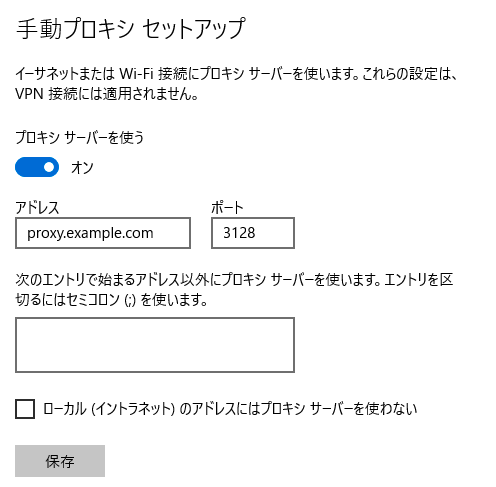 手動プロキシ セットアップ
イーサネットまたは Wi-Fi 接続にプロキシ サーバーを使います。これらの設定は、
VPN 接続には適用されません。
プロキシ サーバーを使う
オン
アドレス
ポート
proxy.example.com
3128
次のエントリで始まるアドレス以外にプロキシ サーバーを使います。エントリを区
切るにはセミコロン (;) を使います。
ローカル (イントラネット) のアドレスにはプロキシ サーバーを使わない
保存